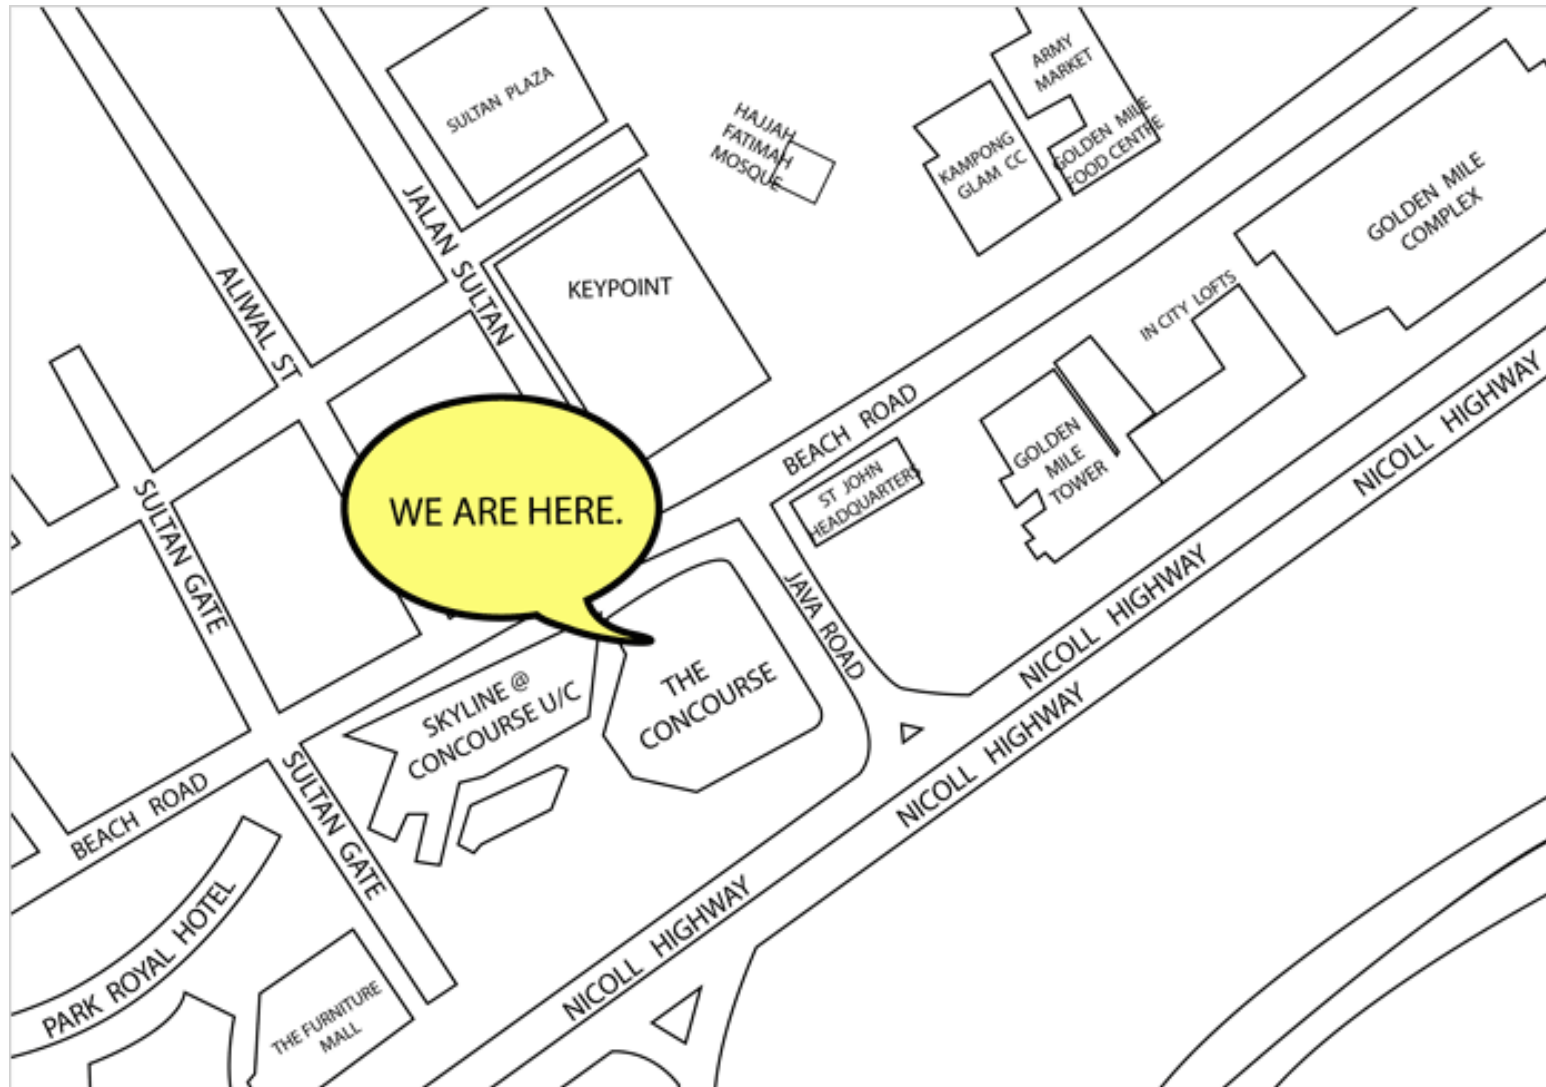 ARMY
MARKET
SULTAN PLAZA
HAJJAH
FATIMAH
MOSQUE
GOLDEN MILE
FOOD CENTRE
KAMPONG
GLAM CC
GOLDEN MILE
COMPLEX
JALAN SULTAN
KEYPOINT
ALIWAL ST
IN CITY LOFTS
BEACH ROAD
NICOLL HIGHWAY
GOLDEN
MILE
TOWER
ST JOHN
HEADQUARTERS
WE ARE HERE.
SULTAN GATE
JAVA ROAD
NICOLL HIGHWAY
SKYLINE @
CONCOURSE U/C
THE
CONCOURSE
NICOLL HIGHWAY
BEACH ROAD
SULTAN GATE
NICOLL HIGHWAY
PARK ROYAL HOTEL
THE FURNITURE
MALL